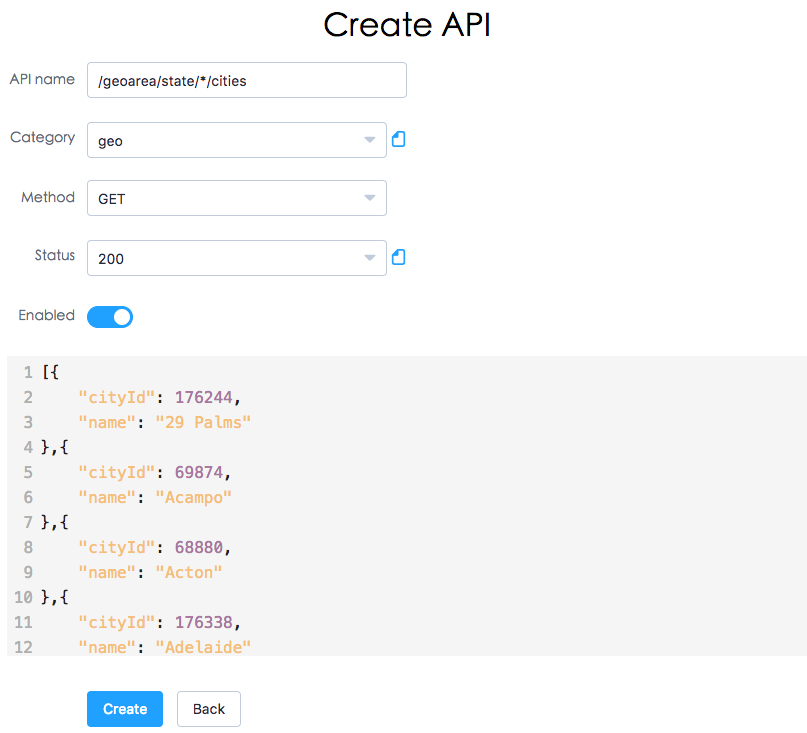 Create API
API name /geoarea/state/*/cities
Category geo
Method GET
Status 200
Enabled
1 [{
2 "cityId": 176244,
3 "name": "29 Palms"
4 },{
5 "cityId": 69874,
6 "name": "Acampo"
7 },{
8 "cityId": 68880,
9 "name": "Acton"
10 },{
11 "cityId": 176338,
12 "name": "Adelaide"
Create Back